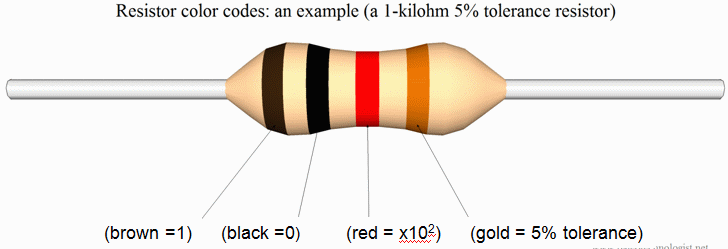 Resistor color codes: an example (a 1-kilohm 5% tolerance resistor)
(brown =1) (black =0) (red = x10²) (gold = 5% tolerance)